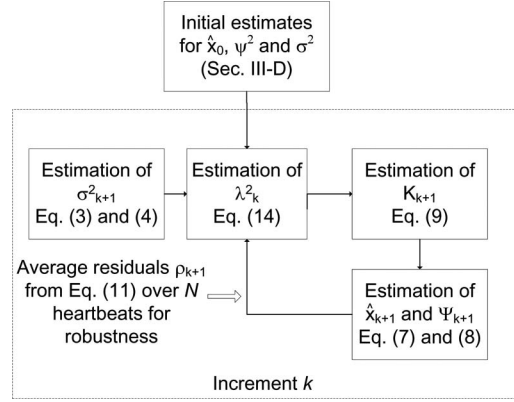 Initial estimates
for x̂₀, ψ² and σ²
(Sec. III-D)
Estimation of
σ²ₖ₊₁
Eq. (3) and (4)
Estimation of
λ²ₖ
Eq. (14)
Estimation of
Kₖ₊₁
Eq. (9)
Average residuals ρₖ₊₁
from Eq. (11) over N
heartbeats for
robustness
Estimation of
x̂ₖ₊₁ and Ψₖ₊₁
Eq. (7) and (8)
Increment k